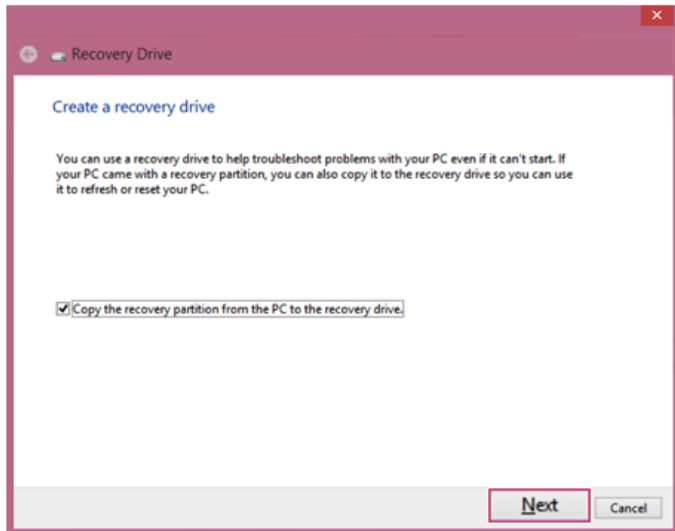 Recovery Drive
Create a recovery drive
You can use a recovery drive to help troubleshoot problems with your PC even if it can't start. If
your PC came with a recovery partition, you can also copy it to the recovery drive so you can use
it to refresh or reset your PC.
Copy the recovery partition from the PC to the recovery drive.
Next
Cancel